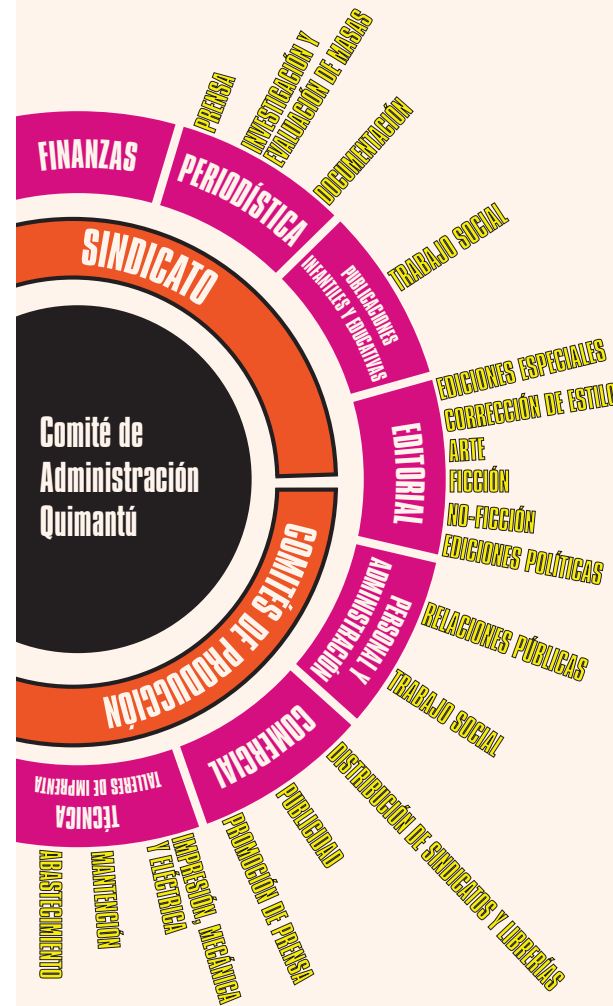 Comité de
Administración
Quimantú
SINDICATO
COMITÉS DE PRODUCCIÓN
FINANZAS
PERIODÍSTICA
PRENSA
INVESTIGACIÓN Y
EVALUACIÓN DE MASAS
DOCUMENTACIÓN
PUBLICACIONES
INFANTILES Y EDUCATIVAS
TRABAJO SOCIAL
EDITORIAL
EDICIONES ESPECIALES
CORRECCIÓN DE ESTILO
ARTE
FICCIÓN
NO-FICCIÓN
EDICIONES POLÍTICAS
PERSONAL Y
ADMINISTRACIÓN
RELACIONES PÚBLICAS
TRABAJO SOCIAL
COMERCIAL
DISTRIBUCIÓN DE SINDICATOS Y LIBRERÍAS
PUBLICIDAD
PROMOCIÓN DE PRENSA
TÉCNICA
TALLERES DE IMPRENTA
IMPRESIÓN, MECÁNICA
Y ELÉCTRICA
MANTENCIÓN
ABASTECIMIENTO